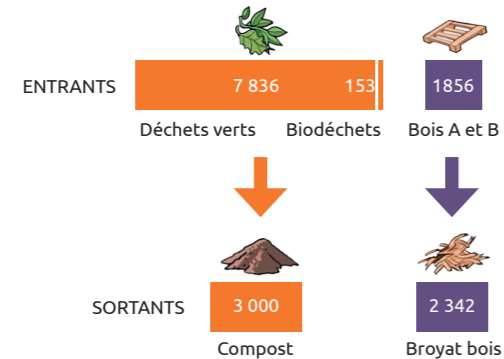 ENTRANTS 7 836 153 1856
Déchets verts Biodéchets Bois A et B
SORTANTS 3 000 2 342
Compost Broyat bois